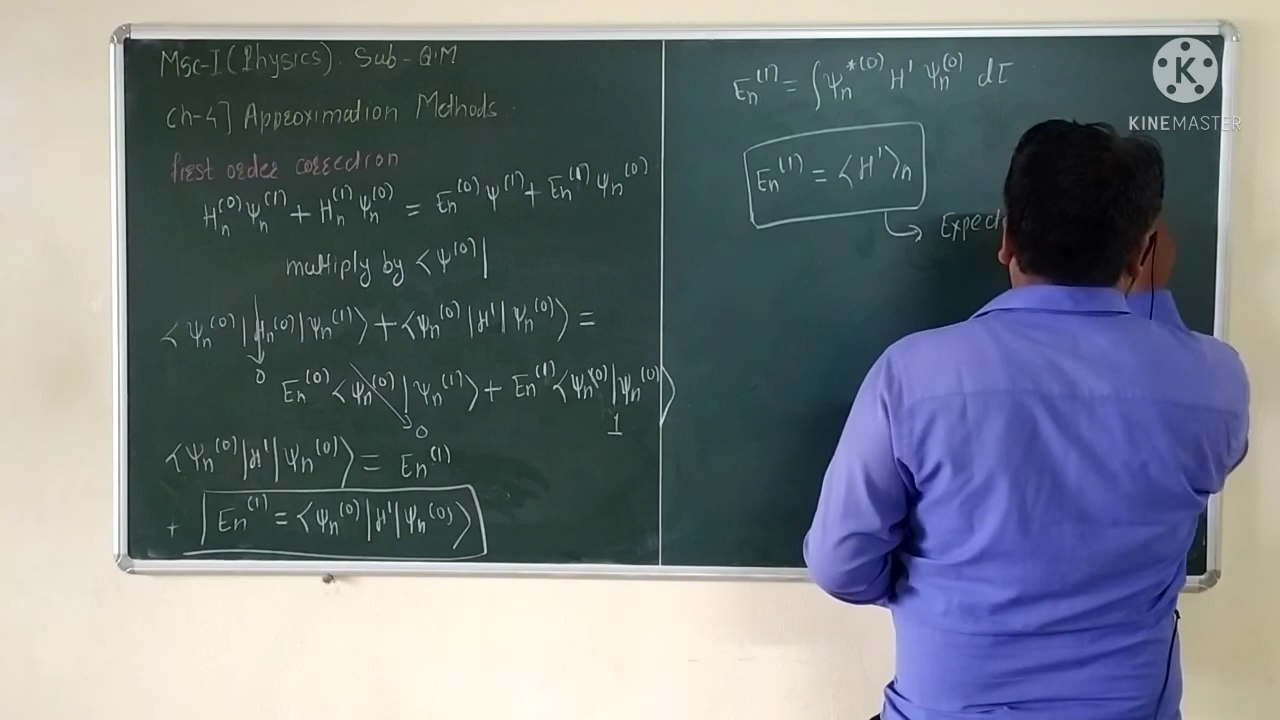 Msc-I (Physics). Sub - Q.M
Ch-4] Approximation Methods.
first order correction
Hn^(0) Ψn^(1) + Hn^(1) Ψn^(0) = En^(0) Ψ^(1) + En^(1) Ψn^(0)
multiply by <Ψ^(0)|
<Ψn^(0)|Hn^(0)|Ψn^(1)> + <Ψn^(0)|H'|Ψn^(0)> =
0
En^(0) <Ψn^(0)|Ψn^(1)> + En^(1) <Ψn^(0)|Ψn^(0)>
0 1
<Ψn^(0)|H'|Ψn^(0)> = En^(1)
+ En^(1) = <Ψn^(0)|H'|Ψn^(0)>
En^(1) = ∫Ψn^*(0) H' Ψn^(0) dτ
En^(1) = <H'>n
K
KINEMASTER